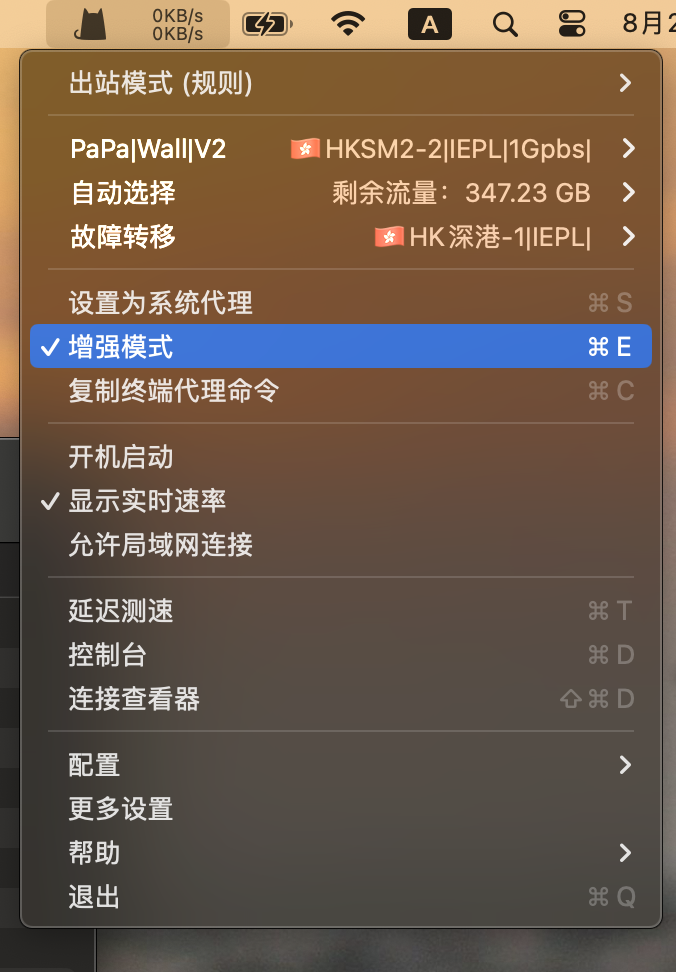 0KB/s
0KB/s
A
8月2
出站模式 (规则)
PaPa|Wall|V2 HKSM2-2|IEPL|1Gpbs|
自动选择 剩余流量：347.23 GB
故障转移 HK 深港-1|IEPL|
设置为系统代理 ⌘ S
✓ 增强模式 ⌘ E
复制终端代理命令 ⌘ C
开机启动
✓ 显示实时速率
允许局域网连接
延迟测速 ⌘ T
控制台 ⌘ D
连接查看器 ⇧ ⌘ D
配置
更多设置
帮助
退出 ⌘ Q